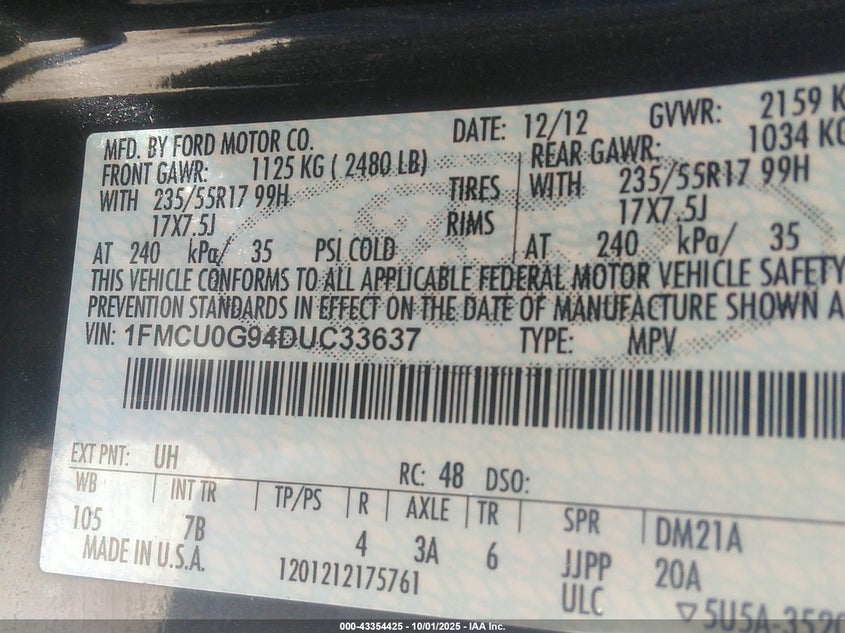 MFD. BY FORD MOTOR CO. DATE: 12/12 GVWR: 2159 K
FRONT GAWR: 1125 KG ( 2480 LB) REAR GAWR: 1034 KG
WITH 235/55R17 99H TIRES WITH 235/55R17 99H
17X7.5J RIMS 17X7.5J
AT 240 kPa/ 35 PSI COLD AT 240 kPa/ 35
THIS VEHICLE CONFORMS TO ALL APPLICABLE FEDERAL MOTOR VEHICLE SAFETY
PREVENTION STANDARDS IN EFFECT ON THE DATE OF MANUFACTURE SHOWN A
VIN: 1FMCU0G94DUC33637 TYPE: MPV
EXT PNT: UH RC: 48 DSO:
WB INT TR TP/PS R AXLE TR SPR DM21A
105 7B 4 3A 6 JJPP 20A
MADE IN U.S.A. 1201212175761 ULC ▽5U5A-3520
000-43354425 - 10/01/2025 - IAA Inc.